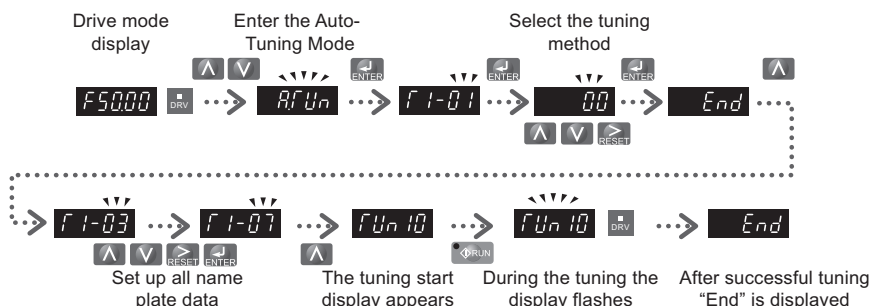 Drive mode
display
Enter the Auto-
Tuning Mode
Select the tuning
method
F50.00
DRV
ENTER
A.TUn
T1-01
ENTER
00
RESET
ENTER
End
T1-03
RESET
ENTER
T1-07
TUn10
RUN
TUn10
DRV
End
Set up all name
plate data
The tuning start
display appears
During the tuning the
display flashes
After successful tuning
“End” is displayed